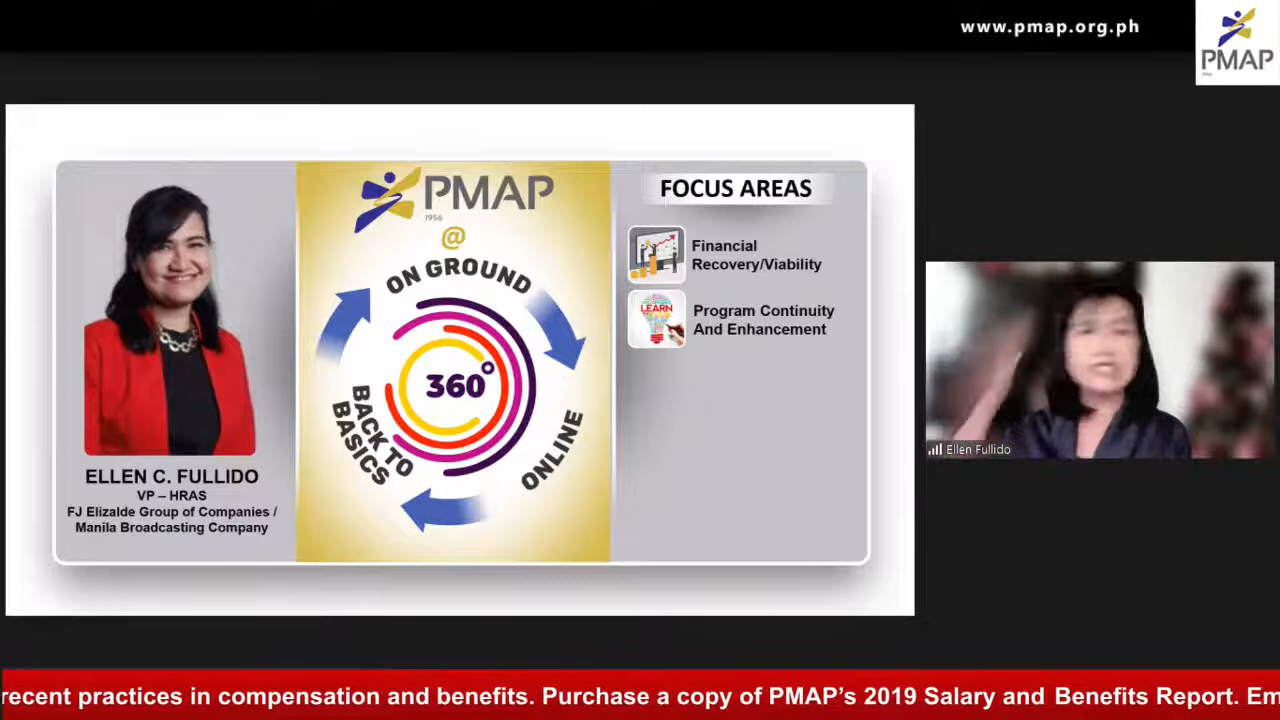 www.pmap.org.ph
PMAP
1956
PMAP
1956
@
ON GROUND
ONLINE
BACK TO
BASICS
360°
FOCUS AREAS
Financial
Recovery/Viability
LEARN
Program Continuity
And Enhancement
ELLEN C. FULLIDO
VP – HRAS
FJ Elizalde Group of Companies /
Manila Broadcasting Company
Ellen Fullido
recent practices in compensation and benefits. Purchase a copy of PMAP's 2019 Salary and Benefits Report. Em